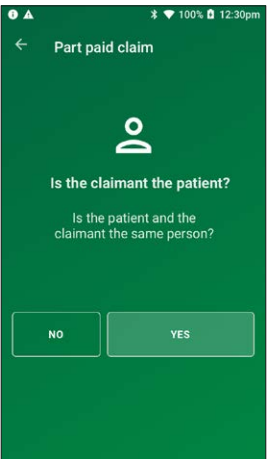 100% 12:30pm
Part paid claim
Is the claimant the patient?
Is the patient and the
claimant the same person?
NO YES